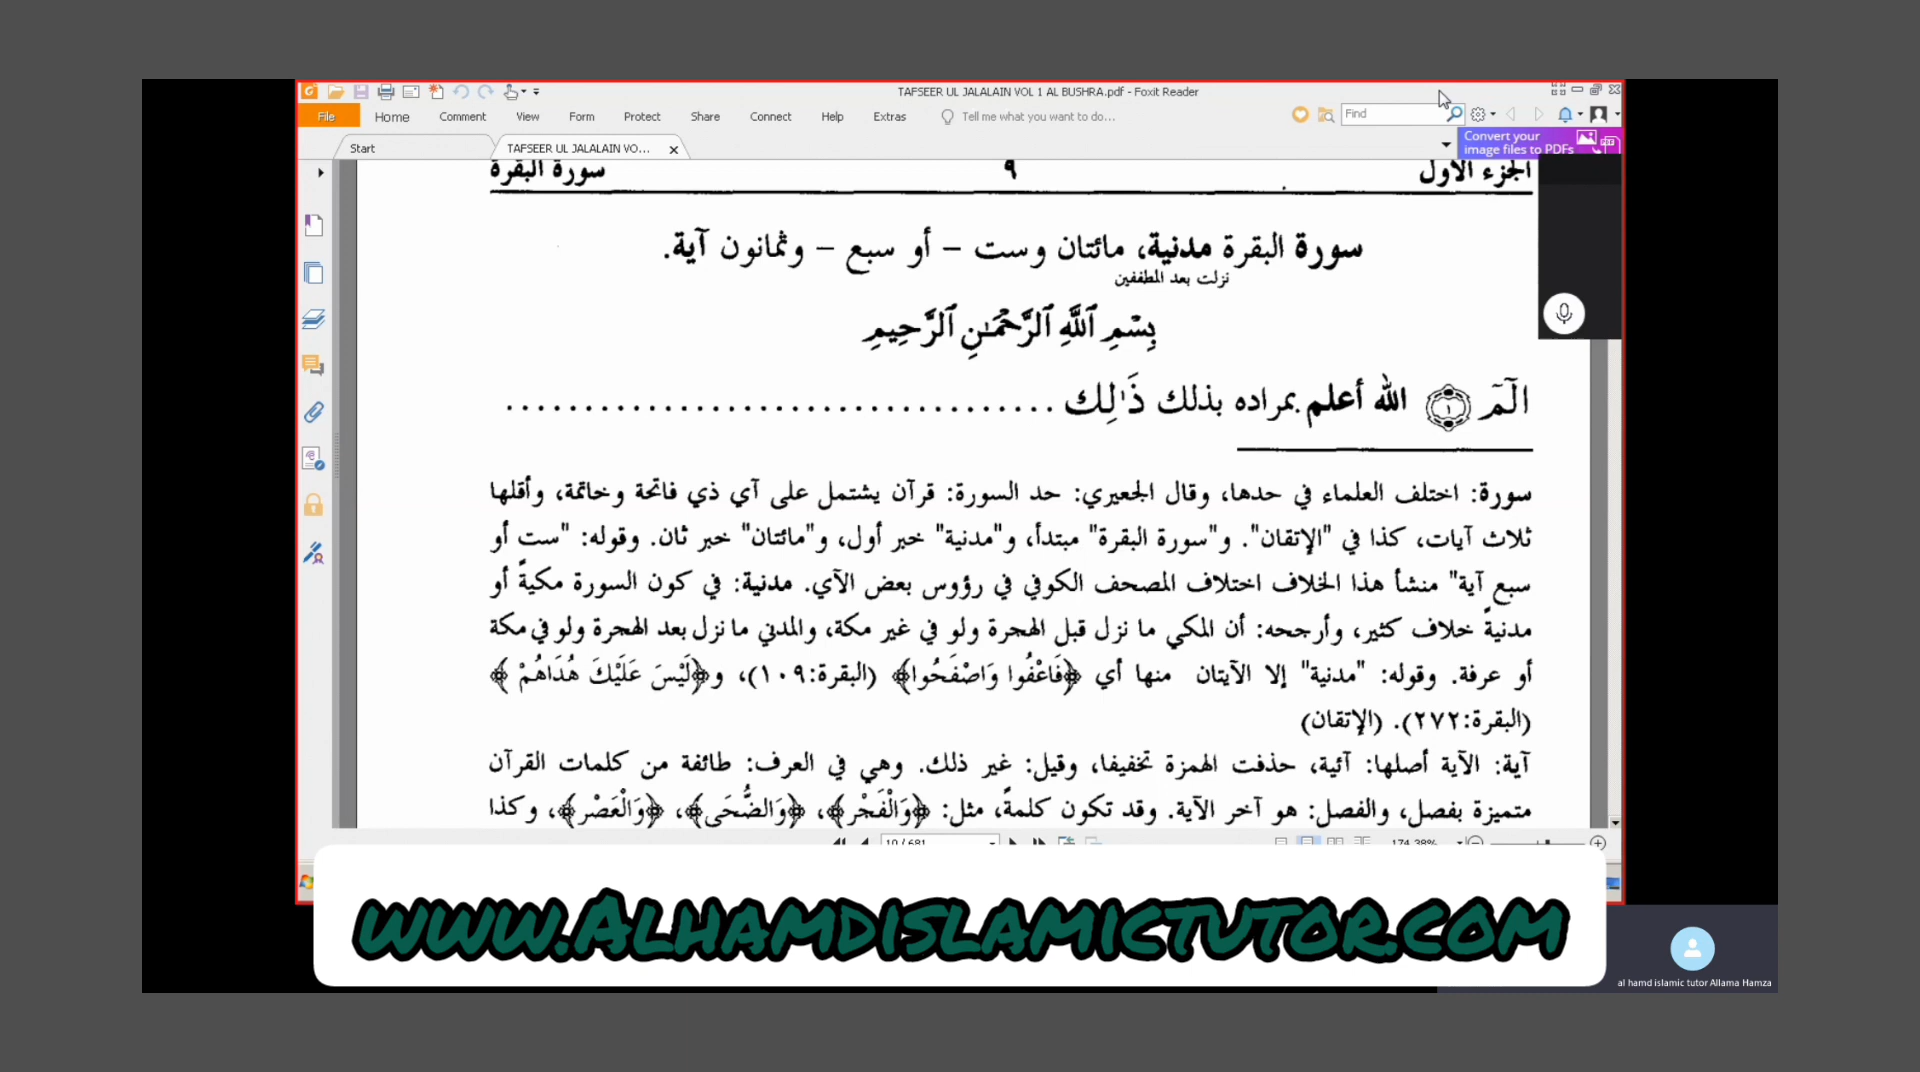 TAFSEER UL JALALAIN VOL 1 AL BUSHRA.pdf - Foxit Reader
File Home Comment View Form Protect Share Connect Help Extras Tell me what you want to do... Find
Convert your
image files to PDFs
Start TAFSEER UL JALALAIN VO...
الجزء الأول ٩ سورة البقرة
سورة البقرة مدنية، مائتان وست – أو سبع – وثمانون آية.
نزلت بعد المطففين
بِسْمِ ٱللَّهِ ٱلرَّحْمَـٰنِ ٱلرَّحِيمِ
الٓمٓ ١ الله أعلم بمراده بذلك ذَٰلِكَ ...................................
سورة: اختلف العلماء في حدها، وقال الجعبري: حد السورة: قرآن يشتمل على آي ذي فاتحة وخاتمة، وأقلها
ثلاث آيات، كذا في "الإتقان". و"سورة البقرة" مبتدأ، و"مدنية" خبر أول، و"مائتان" خبر ثان. وقوله: "ست أو
سبع آية" منشأ هذا الخلاف اختلاف المصحف الكوفي في رؤوس بعض الآي. مدنية: في كون السورة مكيةً أو
مدنيةً خلاف كثير، وأرجحه: أن المكي ما نزل قبل الهجرة ولو في غير مكة، والمدني ما نزل بعد الهجرة ولو في مكة
أو عرفة. وقوله: "مدنية" إلا الآيتان منها أي ﴿فَاعْفُوا وَاصْفَحُوا﴾ (البقرة:١٠٩)، و﴿لَيْسَ عَلَيْكَ هُدَاهُمْ﴾
(البقرة:٢٧٢). (الإتقان)
آية: الآية أصلها: آئية، حذفت الهمزة تخفيفا، وقيل: غير ذلك. وهي في العرف: طائفة من كلمات القرآن
متميزة بفصل، والفصل: هو آخر الآية. وقد تكون كلمةً، مثل: ﴿وَالْفَجْرِ﴾، ﴿وَالضُّحَى﴾، ﴿وَالْعَصْرِ﴾، وكذا
10 / 681 174.38%
www.Alhamdislamictutor.com
al hamd islamic tutor Allama Hamza